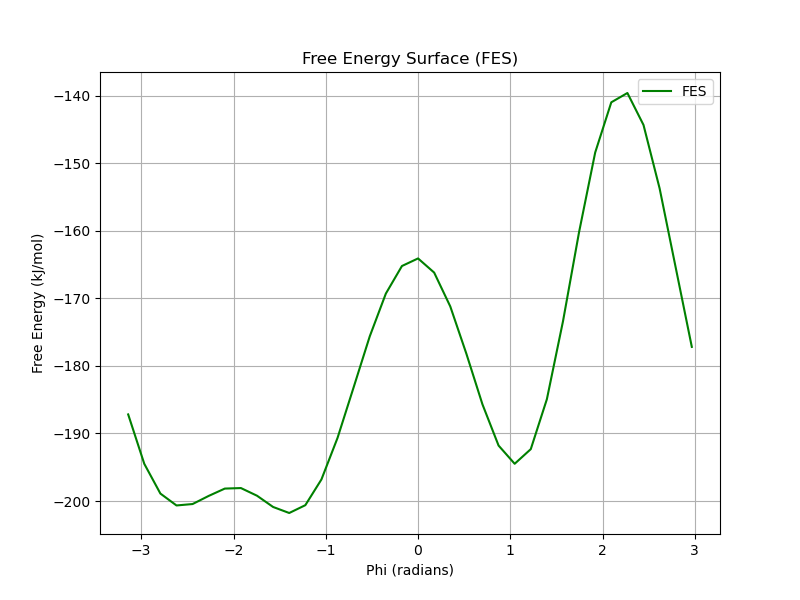 Free Energy Surface (FES)
FES
−140
−150
−160
−170
−180
−190
−200
Free Energy (kJ/mol)
−3 −2 −1 0 1 2 3
Phi (radians)